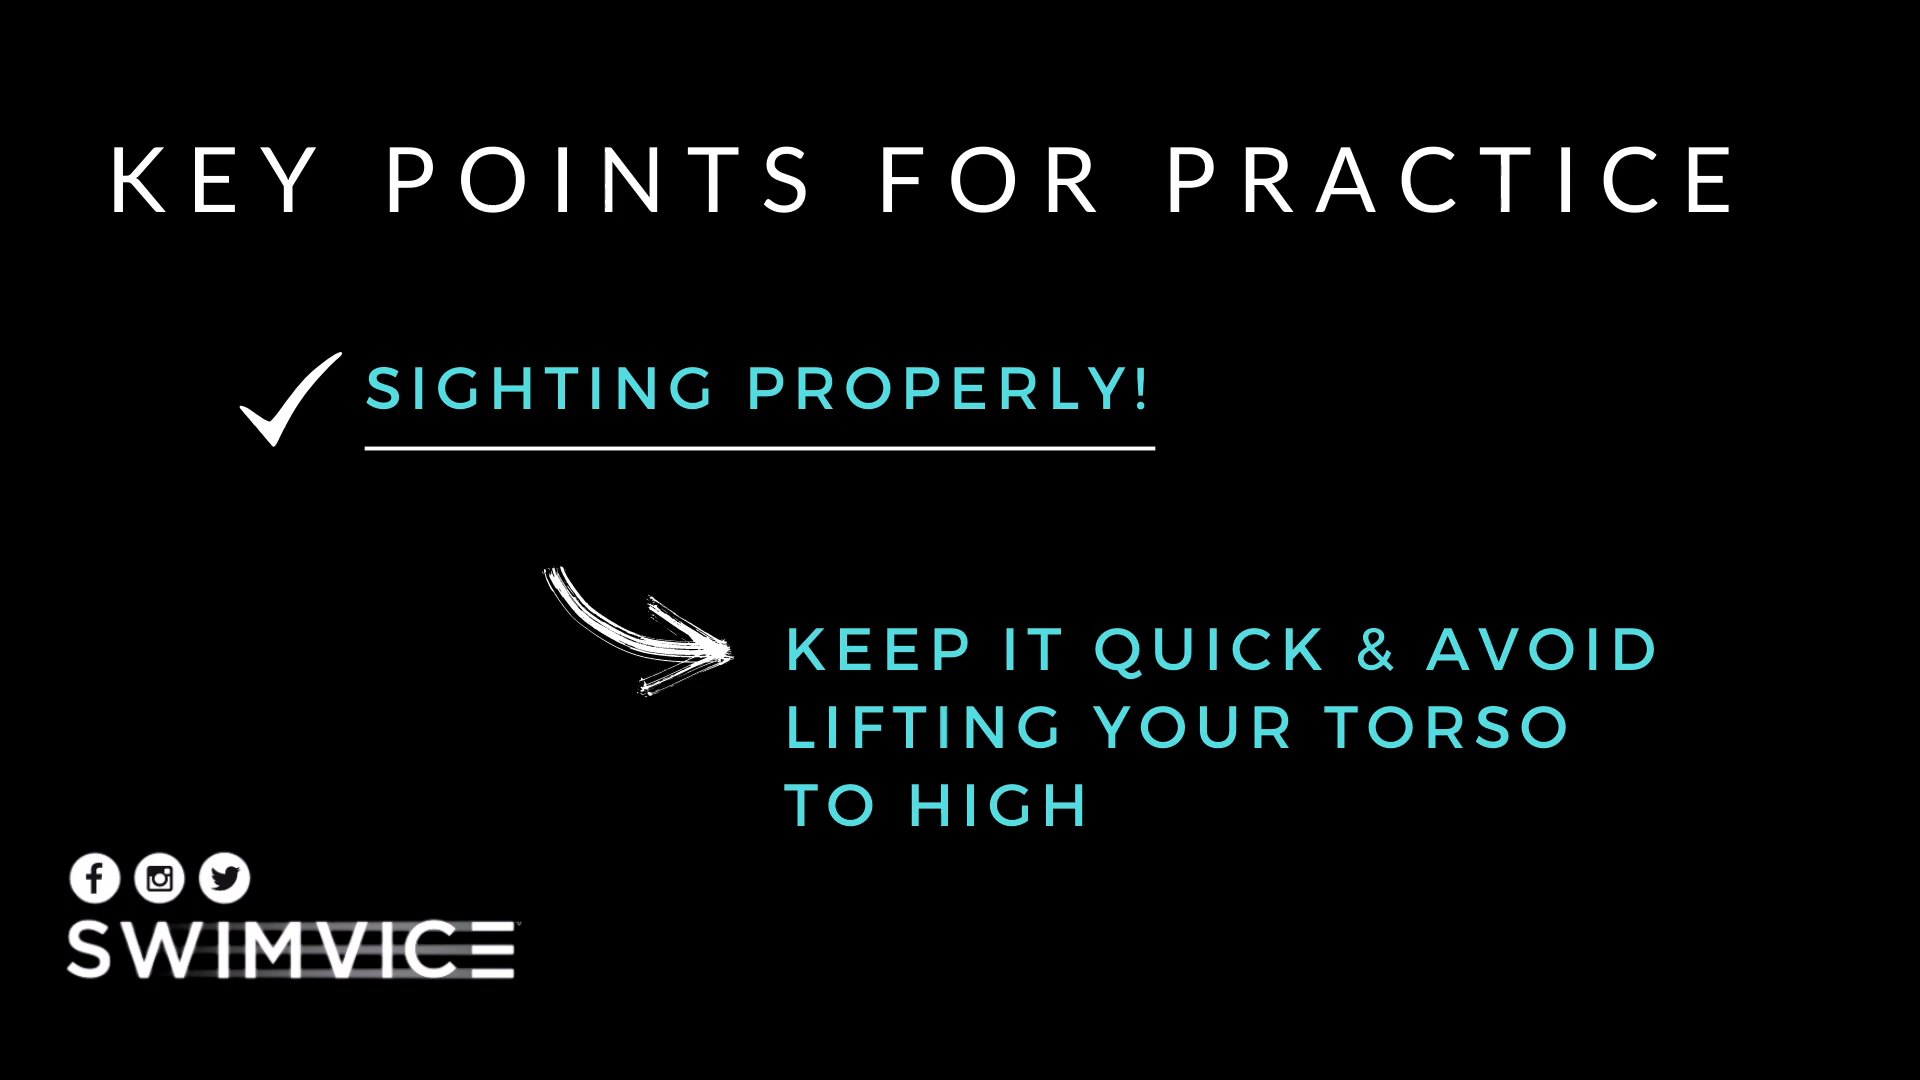 KEY POINTS FOR PRACTICE
SIGHTING PROPERLY!
KEEP IT QUICK & AVOID
LIFTING YOUR TORSO
TO HIGH
SWIMVICE